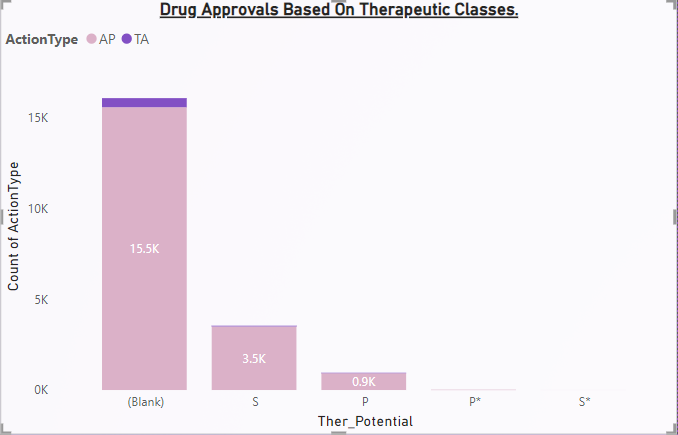 Drug Approvals Based On Therapeutic Classes.
ActionType AP TA
15K
10K
5K
0K
Count of ActionType
15.5K
3.5K
0.9K
(Blank) S P P* S*
Ther_Potential